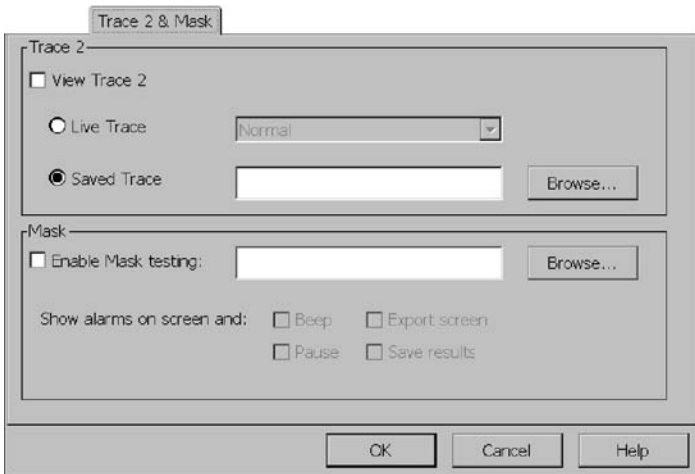 Trace 2 & Mask
Trace 2
View Trace 2
Live Trace Normal
Saved Trace Browse...
Mask
Enable Mask testing: Browse...
Show alarms on screen and: Beep Export screen
Pause Save results
OK Cancel Help